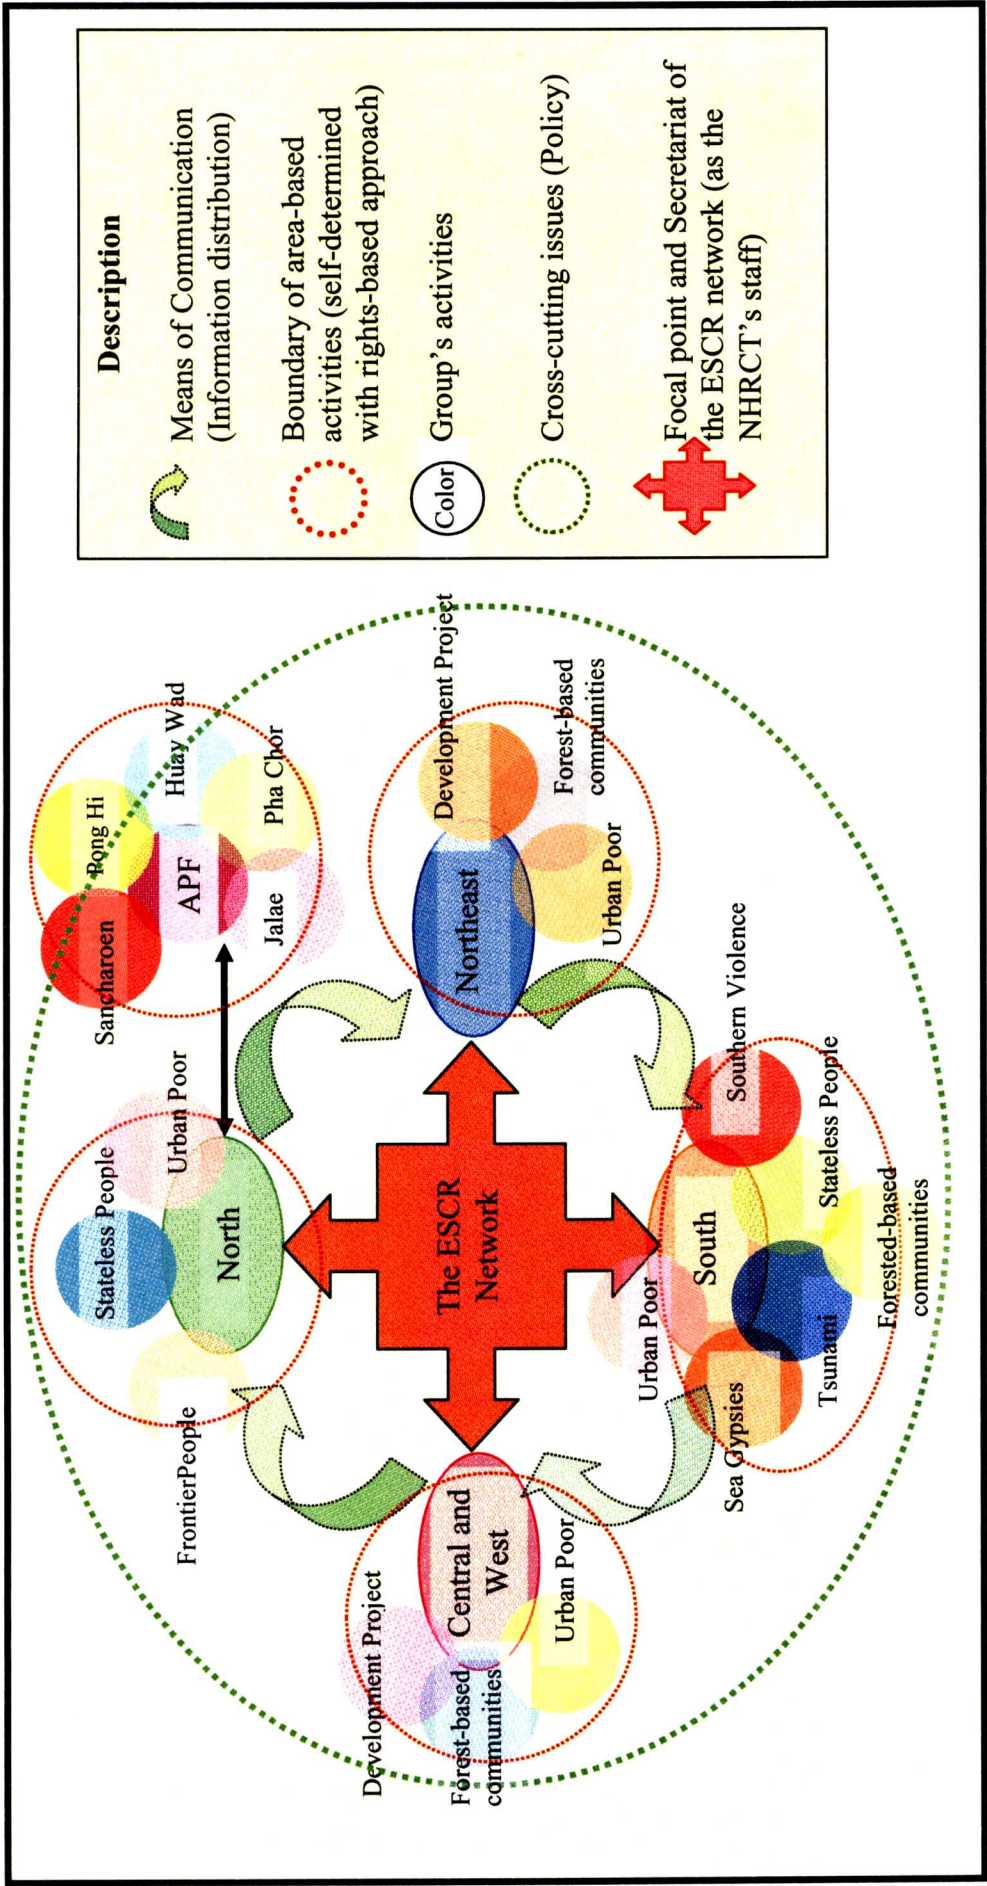 Sancharoen
Pong Hi
Huay Wad
APF
Jalae
Pha Chor
Stateless People
Urban Poor
FrontierPeople
North
Development Project
Forest-based
communities
Urban Poor
Northeast
The ESCR
Network
Central and
West
Development Project
Forest-based
communities
Urban Poor
South
Urban Poor
Southern Violence
Stateless People
Forested-based
communities
Tsunami
Sea Gypsies
Description
Means of Communication
(Information distribution)
Boundary of area-based
activities (self-determined
with rights-based approach)
Color
Group's activities
Cross-cutting issues (Policy)
Focal point and Secretariat of
the ESCR network (as the
NHRCT's staff)